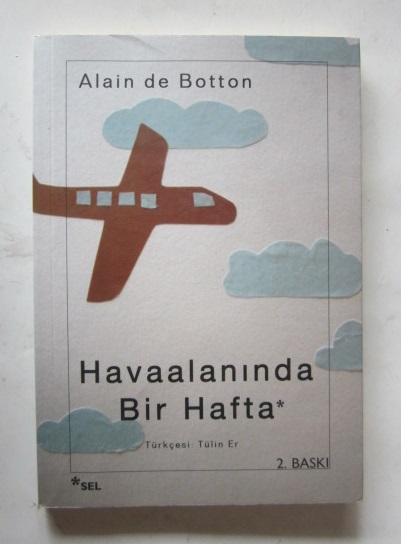 Alain de Botton
Havaalanında
Bir Hafta*
Türkçesi: Tülin Er
2. BASKI
*SEL